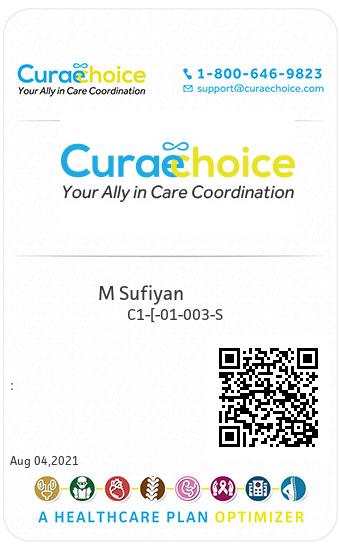 Curaechoice
Your Ally in Care Coordination
1-800-646-9823
support@curaechoice.com
Curaechoice
Your Ally in Care Coordination
M Sufiyan
C1-[-01-003-S
:
Aug 04,2021
A HEALTHCARE PLAN OPTIMIZER